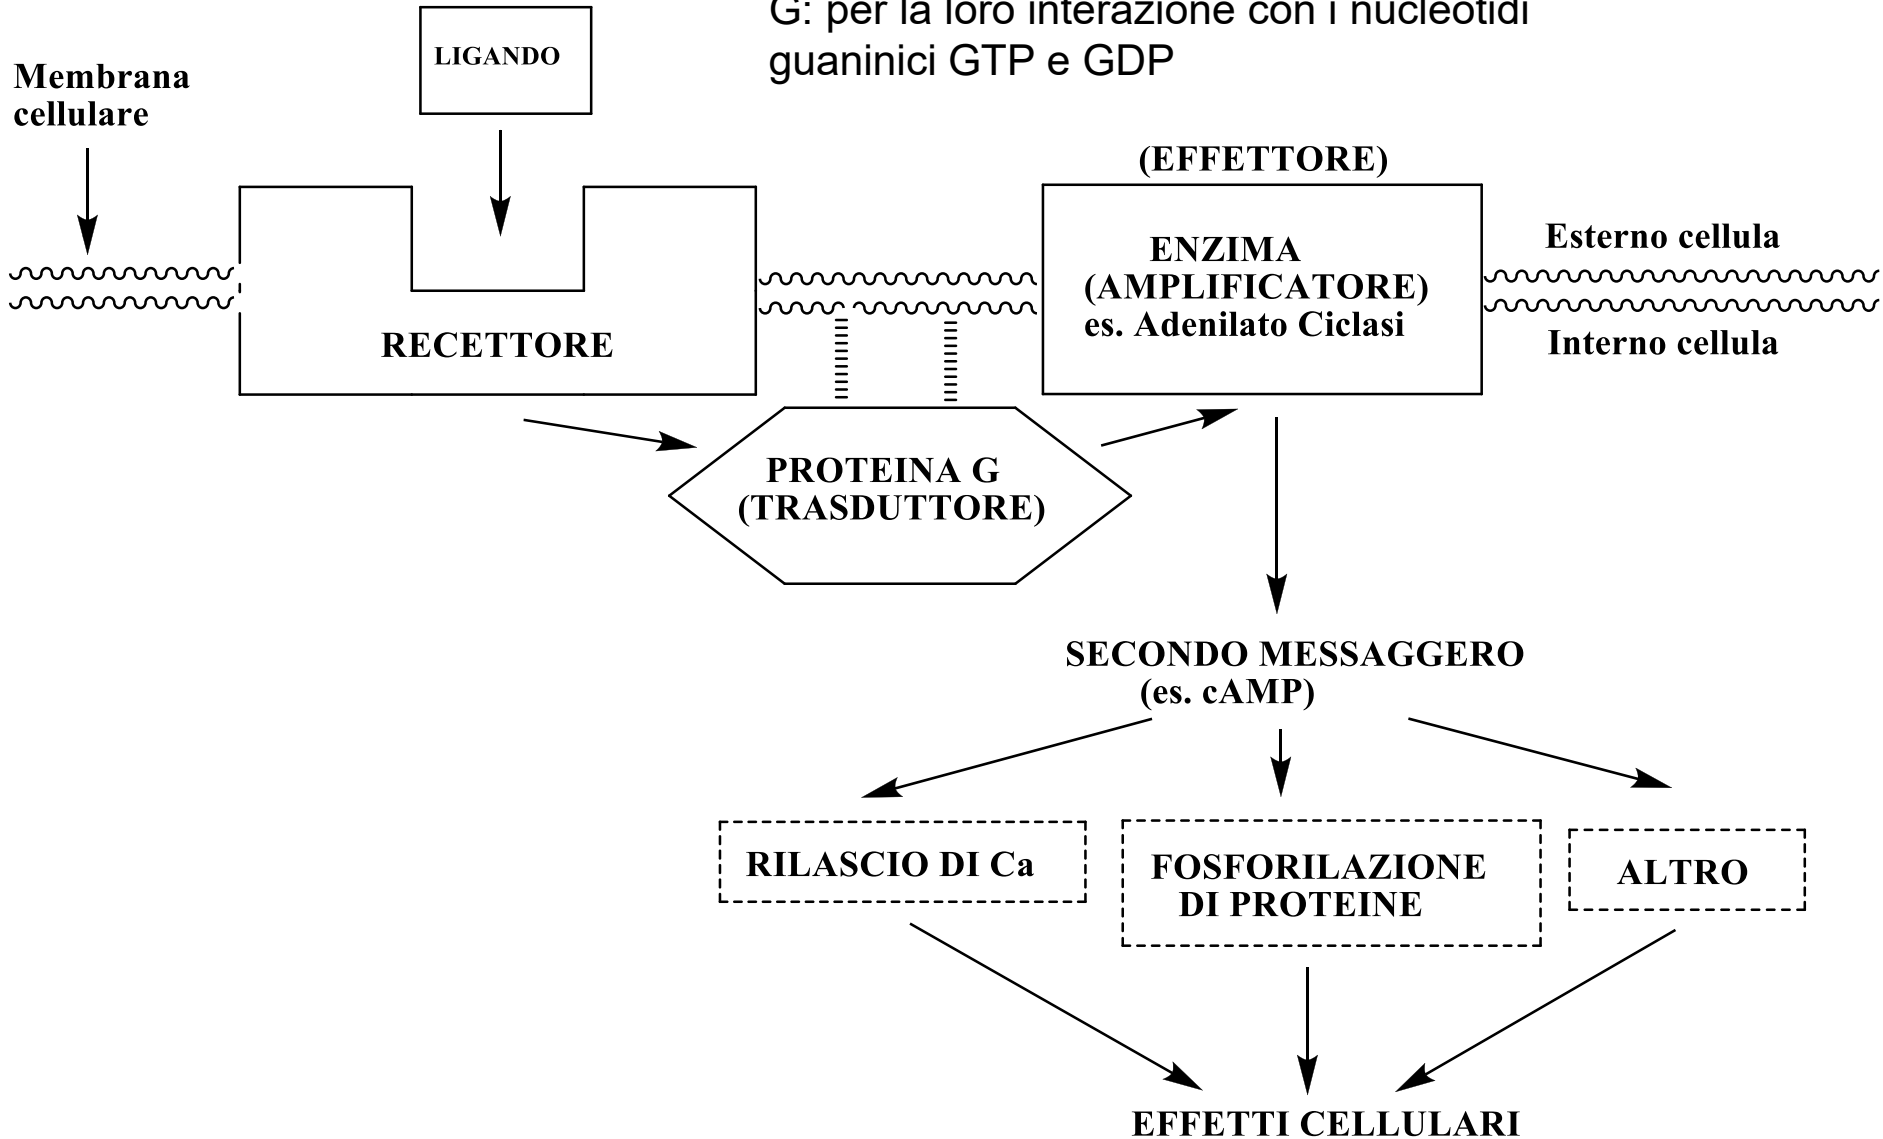 G: per la loro interazione con i nucleotidi
guaninici GTP e GDP
LIGANDO
Membrana
cellulare
(EFFETTORE)
ENZIMA
(AMPLIFICATORE)
es. Adenilato Ciclasi
Esterno cellula
Interno cellula
RECETTORE
PROTEINA G
(TRASDUTTORE)
SECONDO MESSAGGERO
(es. cAMP)
RILASCIO DI Ca
FOSFORILAZIONE
DI PROTEINE
ALTRO
EFFETTI CELLULARI